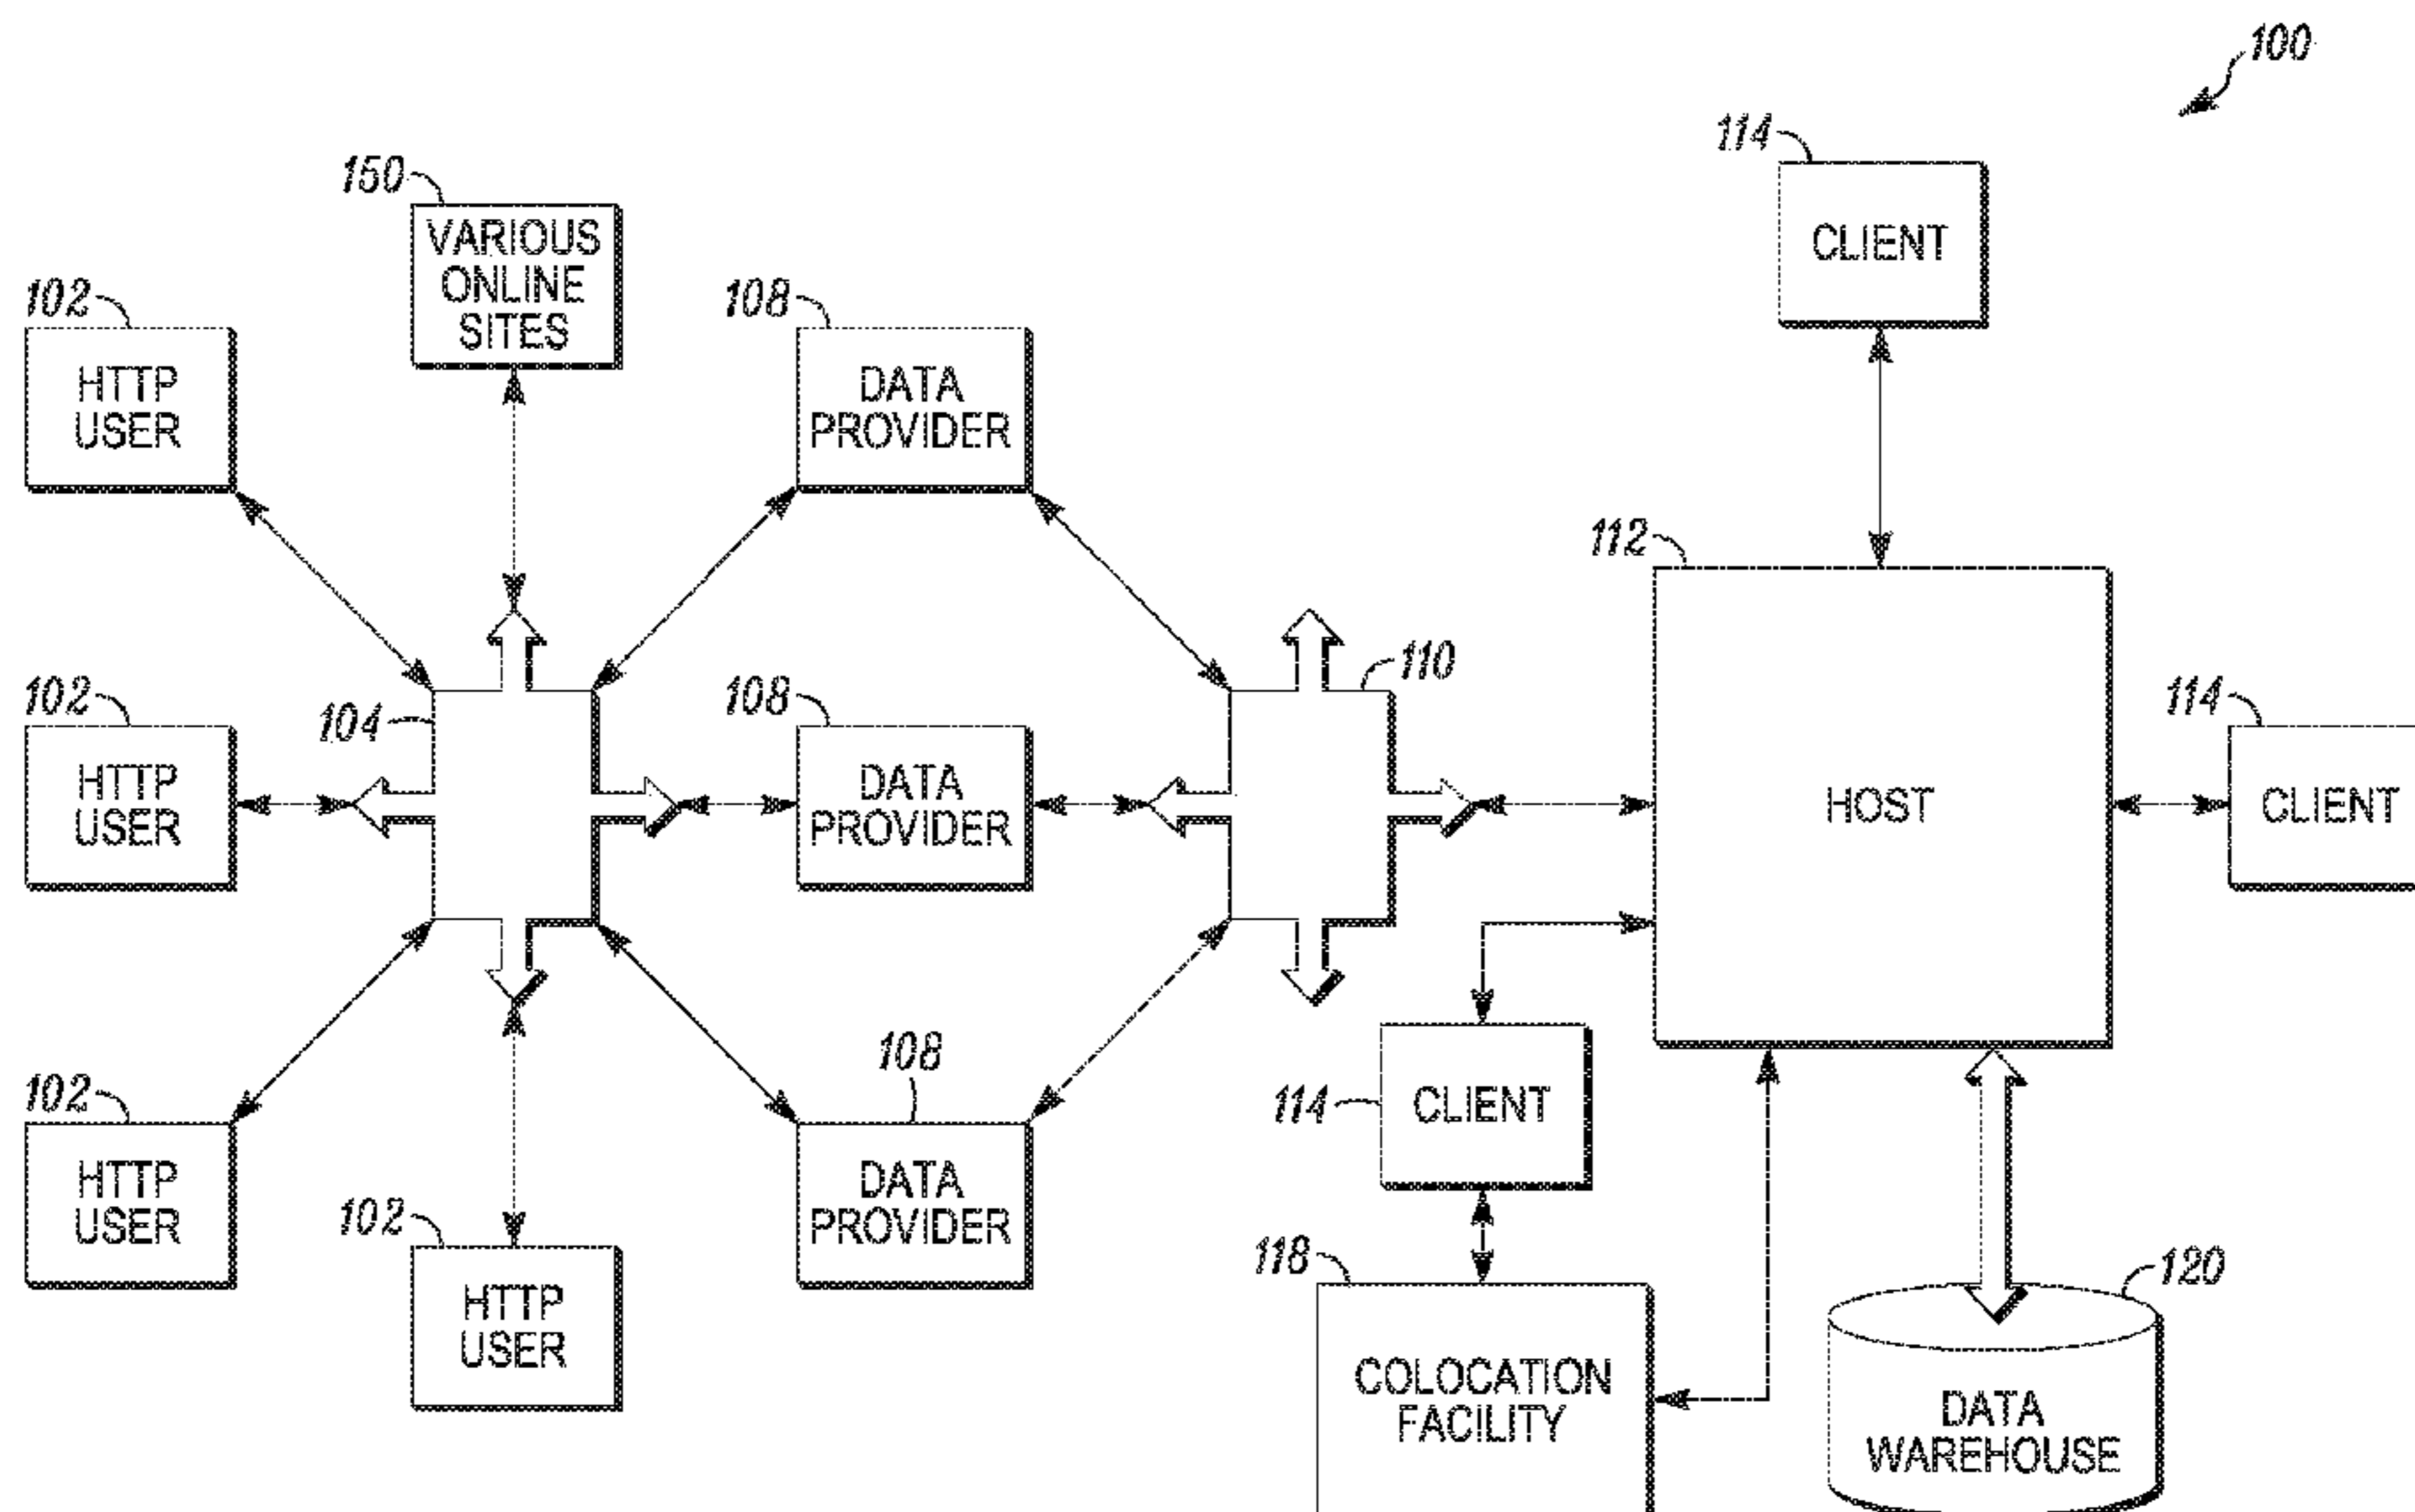 100
114
CLIENT
150
VARIOUS
ONLINE
SITES
102
HTTP
USER
108
DATA
PROVIDER
112
HOST
110
102
HTTP
USER
104
108
DATA
PROVIDER
114
CLIENT
102
HTTP
USER
108
DATA
PROVIDER
114
CLIENT
102
HTTP
USER
118
COLOCATION
FACILITY
120
DATA
WAREHOUSE